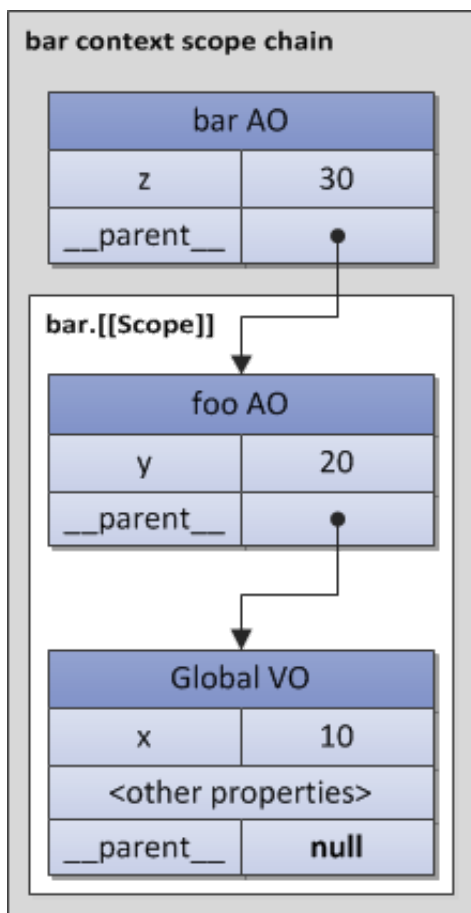 bar context scope chain
bar AO
z 30
__parent__
bar.[[Scope]]
foo AO
y 20
__parent__
Global VO
x 10
<other properties>
__parent__ null